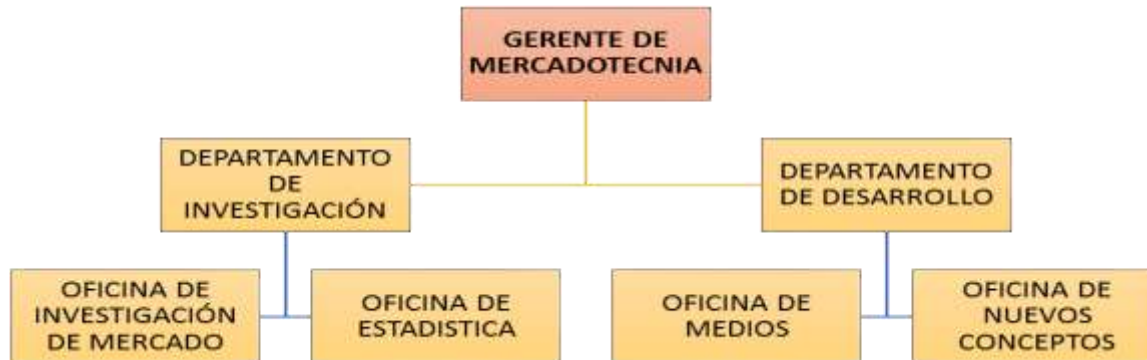 GERENTE DE
MERCADOTECNIA
DEPARTAMENTO
DE
INVESTIGACIÓN
DEPARTAMENTO
DE DESARROLLO
OFICINA DE
INVESTIGACIÓN
DE MERCADO
OFICINA DE
ESTADISTICA
OFICINA DE
MEDIOS
OFICINA DE
NUEVOS
CONCEPTOS